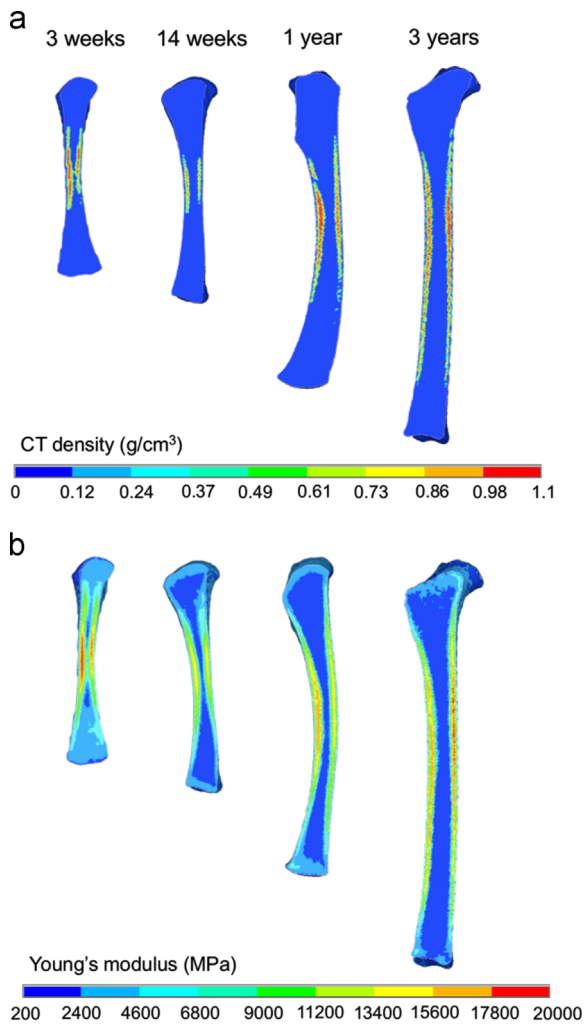 a
3 weeks 14 weeks 1 year 3 years
CT density (g/cm³)
0 0.12 0.24 0.37 0.49 0.61 0.73 0.86 0.98 1.1
b
Young's modulus (MPa)
200 2400 4600 6800 9000 11200 13400 15600 17800 20000